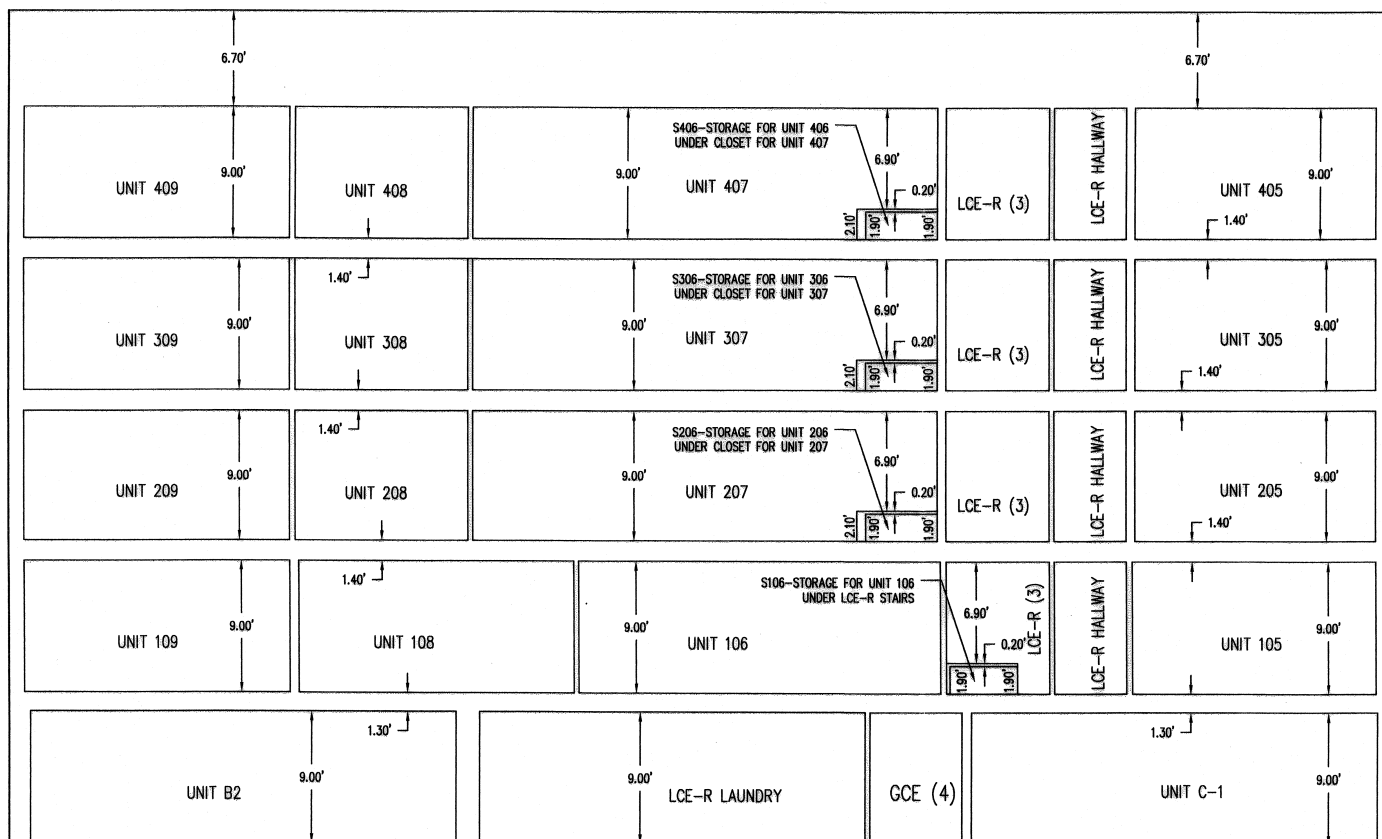 6.70'
6.70'
S406-STORAGE FOR UNIT 406
UNDER CLOSET FOR UNIT 407
9.00'
UNIT 409
UNIT 408
9.00'
UNIT 407
6.90'
0.20'
2.10'
1.90'
1.90'
LCE-R (3)
LCE-R HALLWAY
UNIT 405
9.00'
1.40'
1.40'
S306-STORAGE FOR UNIT 306
UNDER CLOSET FOR UNIT 307
UNIT 309
9.00'
UNIT 308
9.00'
UNIT 307
6.90'
0.20'
2.10'
1.90'
1.90'
LCE-R (3)
LCE-R HALLWAY
UNIT 305
9.00'
1.40'
1.40'
S206-STORAGE FOR UNIT 206
UNDER CLOSET FOR UNIT 207
UNIT 209
9.00'
UNIT 208
9.00'
UNIT 207
6.90'
0.20'
2.10'
1.90'
1.90'
LCE-R (3)
LCE-R HALLWAY
UNIT 205
9.00'
1.40'
1.40'
S106-STORAGE FOR UNIT 106
UNDER LCE-R STAIRS
UNIT 109
9.00'
UNIT 108
9.00'
UNIT 106
6.90'
0.20'
1.90'
1.90'
LCE-R (3)
LCE-R HALLWAY
UNIT 105
9.00'
1.30'
1.30'
UNIT B2
9.00'
9.00'
LCE-R LAUNDRY
GCE (4)
UNIT C-1
9.00'